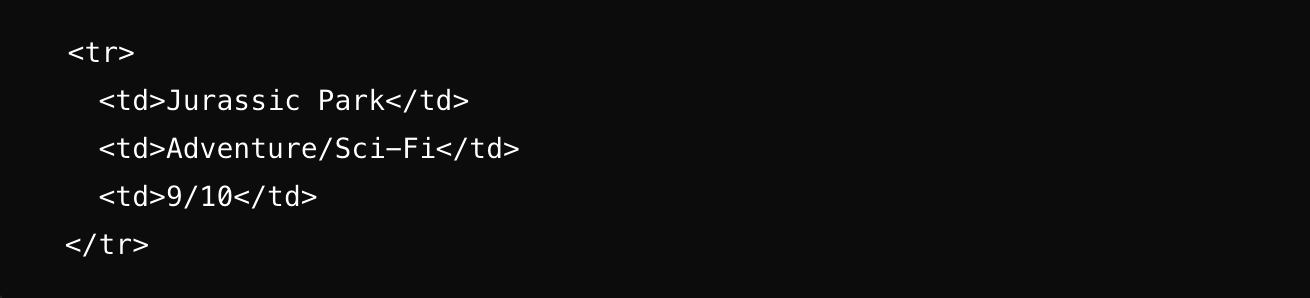 <tr>
<td>Jurassic Park</td>
<td>Adventure/Sci-Fi</td>
<td>9/10</td>
</tr>